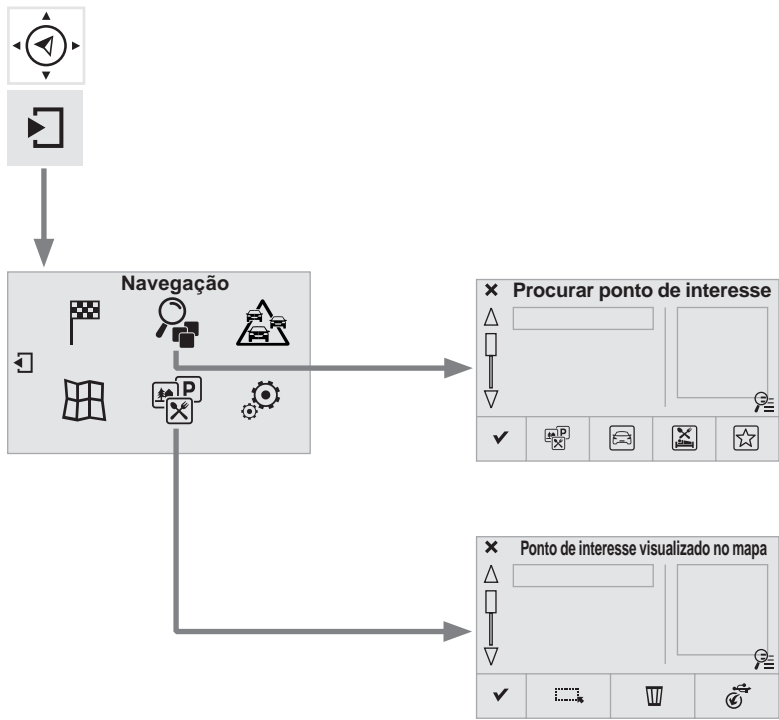 Navegação
Procurar ponto de interesse
P
P
Ponto de interesse visualizado no mapa